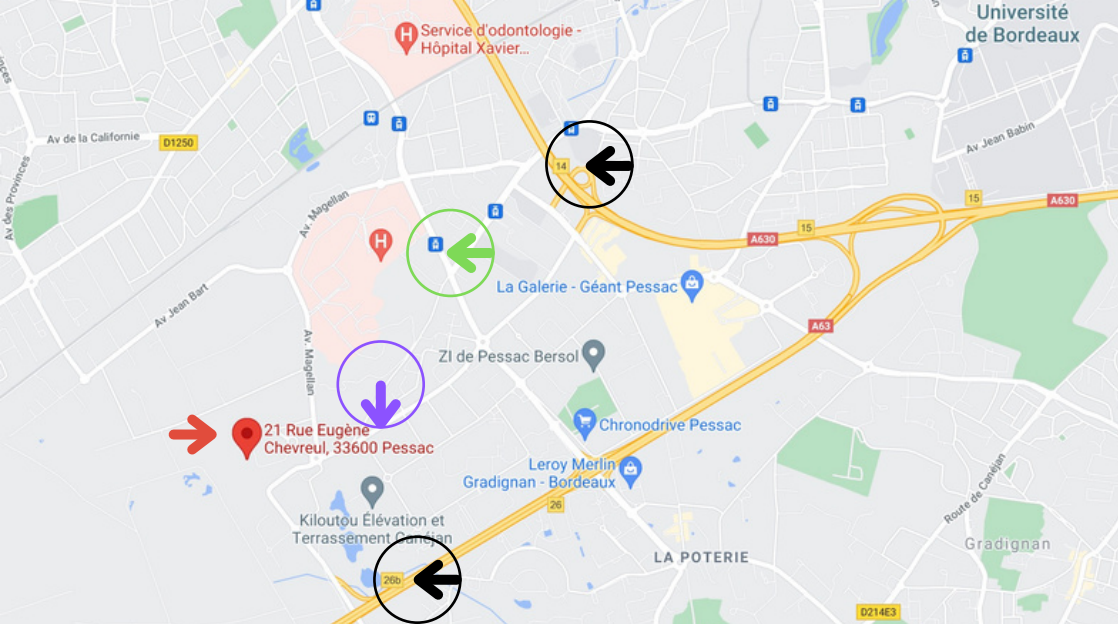 Université
de Bordeaux
Service d'odontologie -
Hôpital Xavier...
H
Av de la Californie
D1250
Av Jean Babin
14
Av des Provinces
Av. Magellan
15
A630
15
A630
H
La Galerie - Géant Pessac
Av Jean Bart
A63
Av. Magellan
ZI de Pessac Bersol
21 Rue Eugène
Chevreul, 33600 Pessac
Chronodrive Pessac
Leroy Merlin
Gradignan - Bordeaux
26
Route de Canéjan
Kiloutou Élévation et
Terrassement Canéjan
Gradignan
LA POTERIE
26b
D214E3